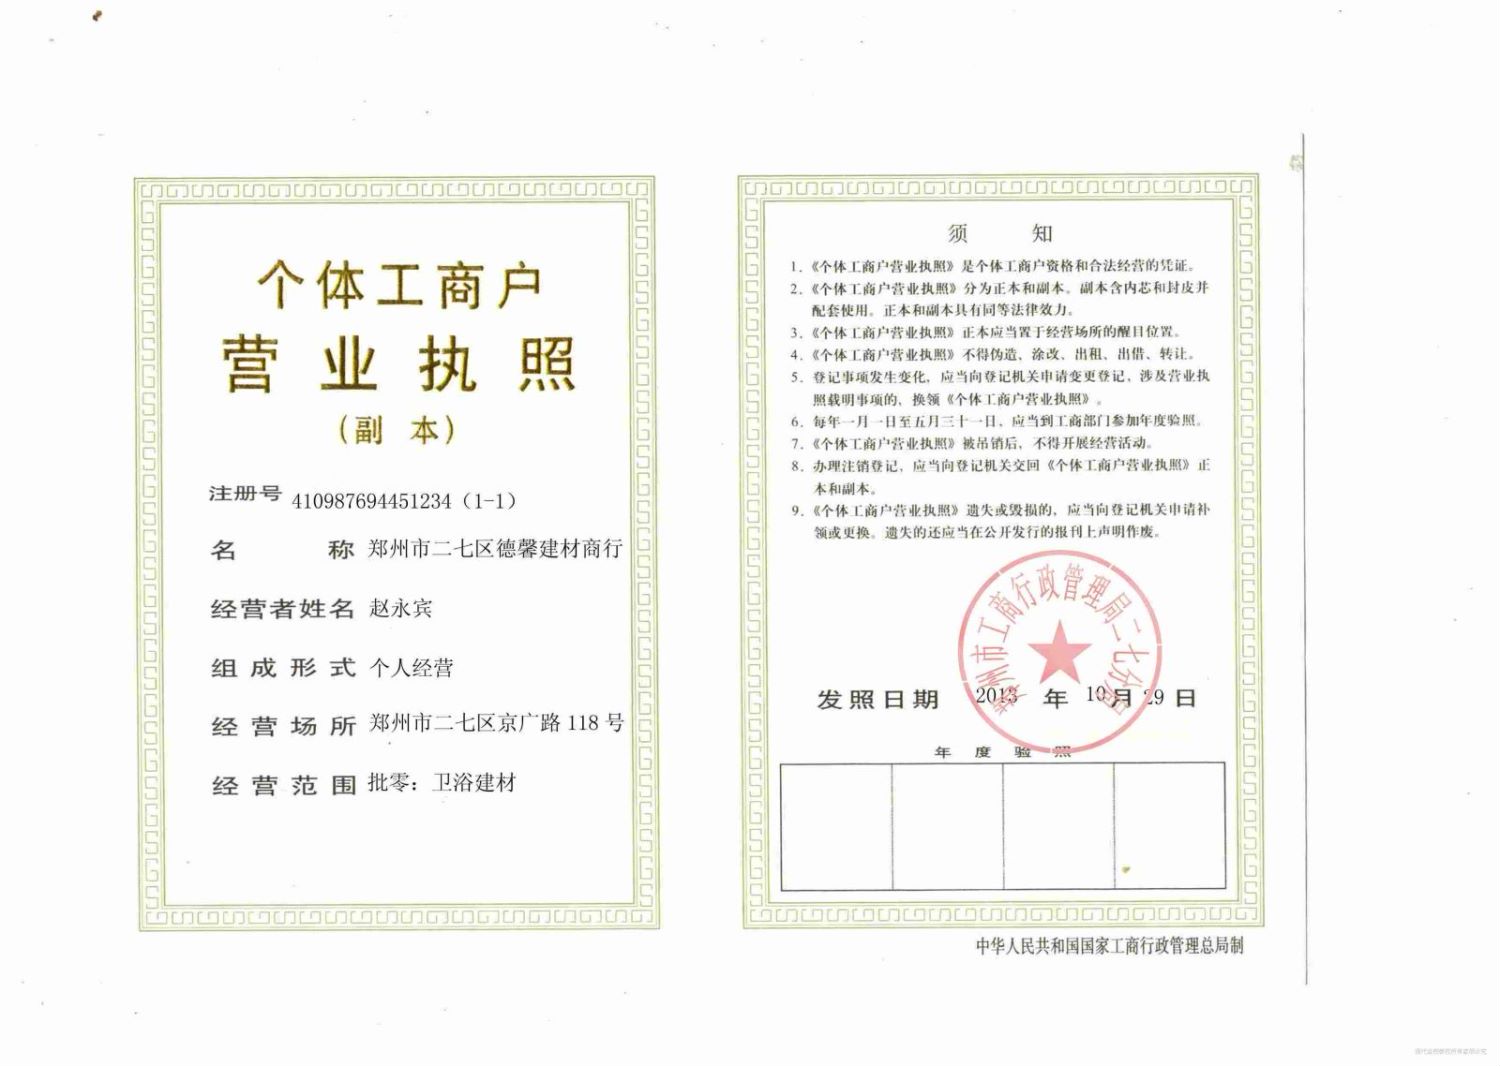 个体工商户
营业执照
（副 本）
注册号 410987694451234（1-1）
名 称 郑州市二七区德馨建材商行
经营者姓名 赵永宾
组成形式 个人经营
经营场所 郑州市二七区京广路118号
经营范围 批零：卫浴建材
须 知
1．《个体工商户营业执照》是个体工商户资格和合法经营的凭证。
2．《个体工商户营业执照》分为正本和副本。副本含内芯和封皮并
配套使用。正本和副本具有同等法律效力。
3．《个体工商户营业执照》正本应当置于经营场所的醒目位置。
4．《个体工商户营业执照》不得伪造、涂改、出租、出借、转让。
5．登记事项发生变化，应当向登记机关申请变更登记，涉及营业执
照载明事项的、换领《个体工商户营业执照》。
6．每年一月一日至五月三十一日、应当到工商部门参加年度验照。
7．《个体工商户营业执照》被吊销后，不得开展经营活动。
8．办理注销登记，应当向登记机关交回《个体工商户营业执照》正
本和副本。
9．《个体工商户营业执照》遗失或毁损的，应当向登记机关申请补
领或更换。遗失的还应当在公开发行的报刊上声明作废。
郑州市工商行政管理局二七分局
发照日期 2013 年 10月 29日
年 度 验 照
中华人民共和国国家工商行政管理总局制